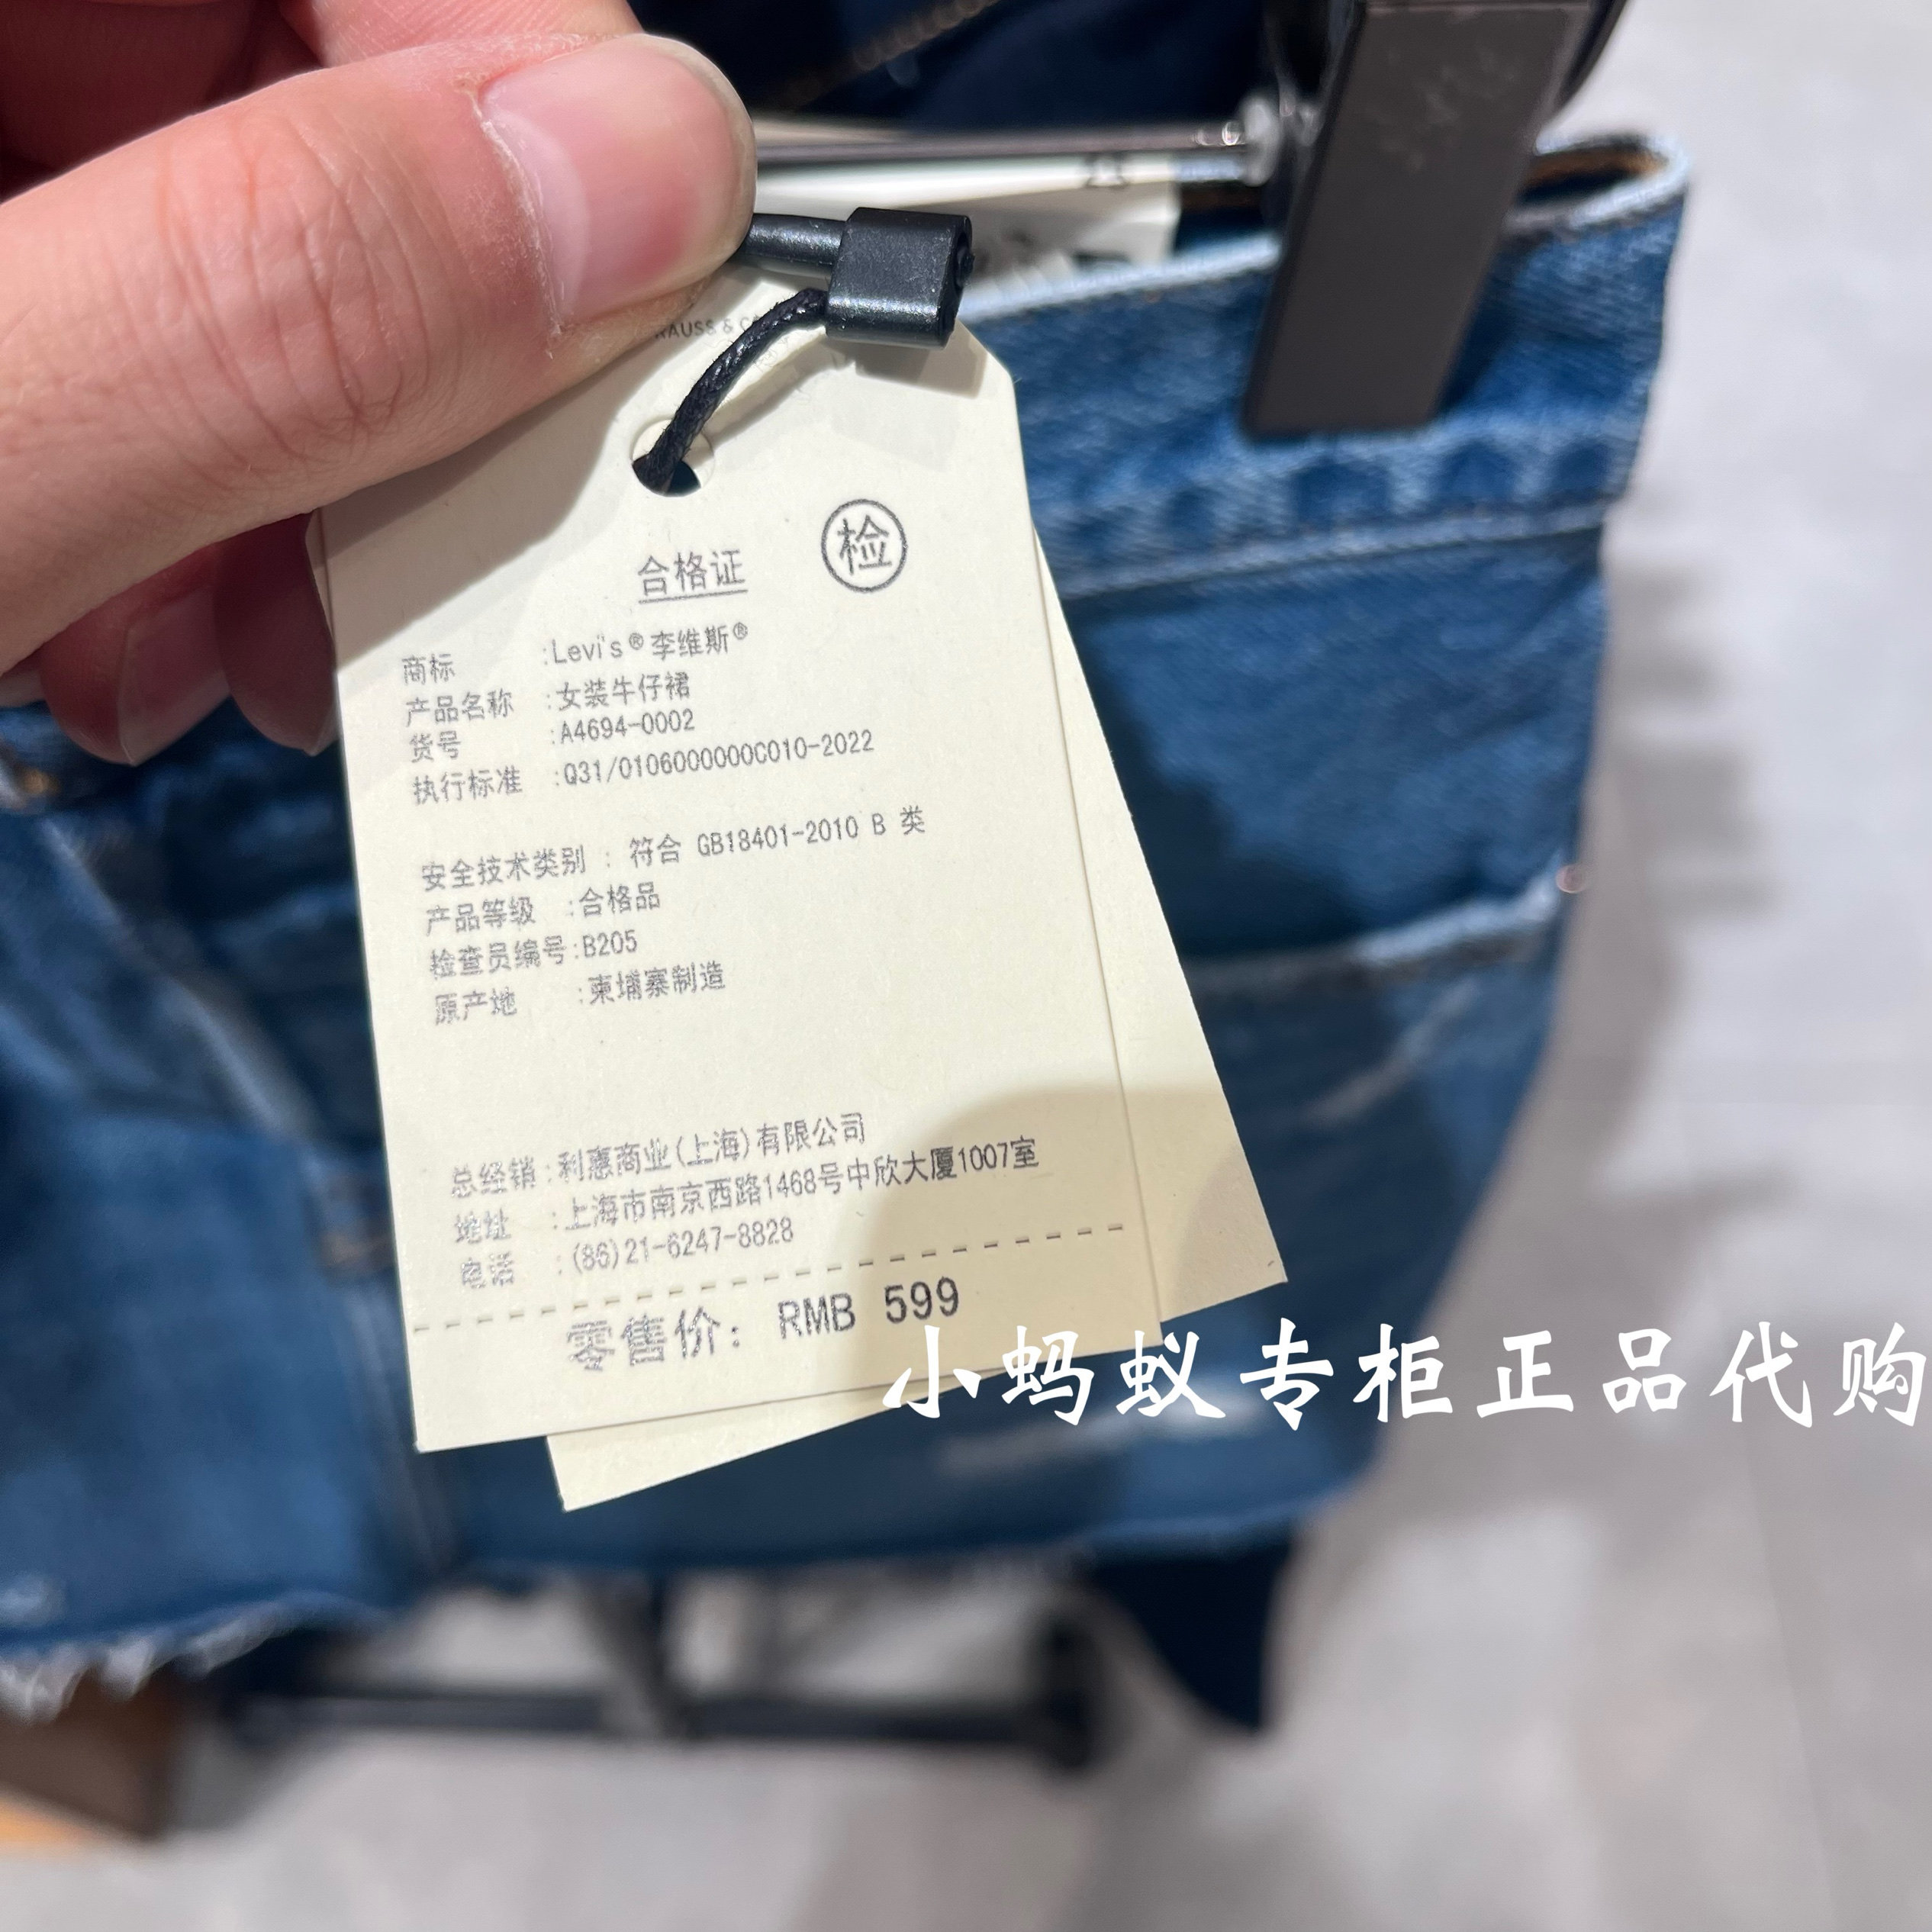 RAUSS & C
合格证 检
商标 :Levi's® 李维斯®
产品名称 :女装牛仔裙
货号 :A4694-0002
执行标准 :Q31/0106000000C010-2022
安全技术类别 : 符合 GB18401-2010 B 类
产品等级 :合格品
检查员编号:B205
原产地 :柬埔寨制造
总经销:利惠商业(上海)有限公司
地址 :上海市南京西路1468号中欣大厦1007室
电话 :(86)21-6247-8828
零售价: RMB 599
小蚂蚁专柜正品代购